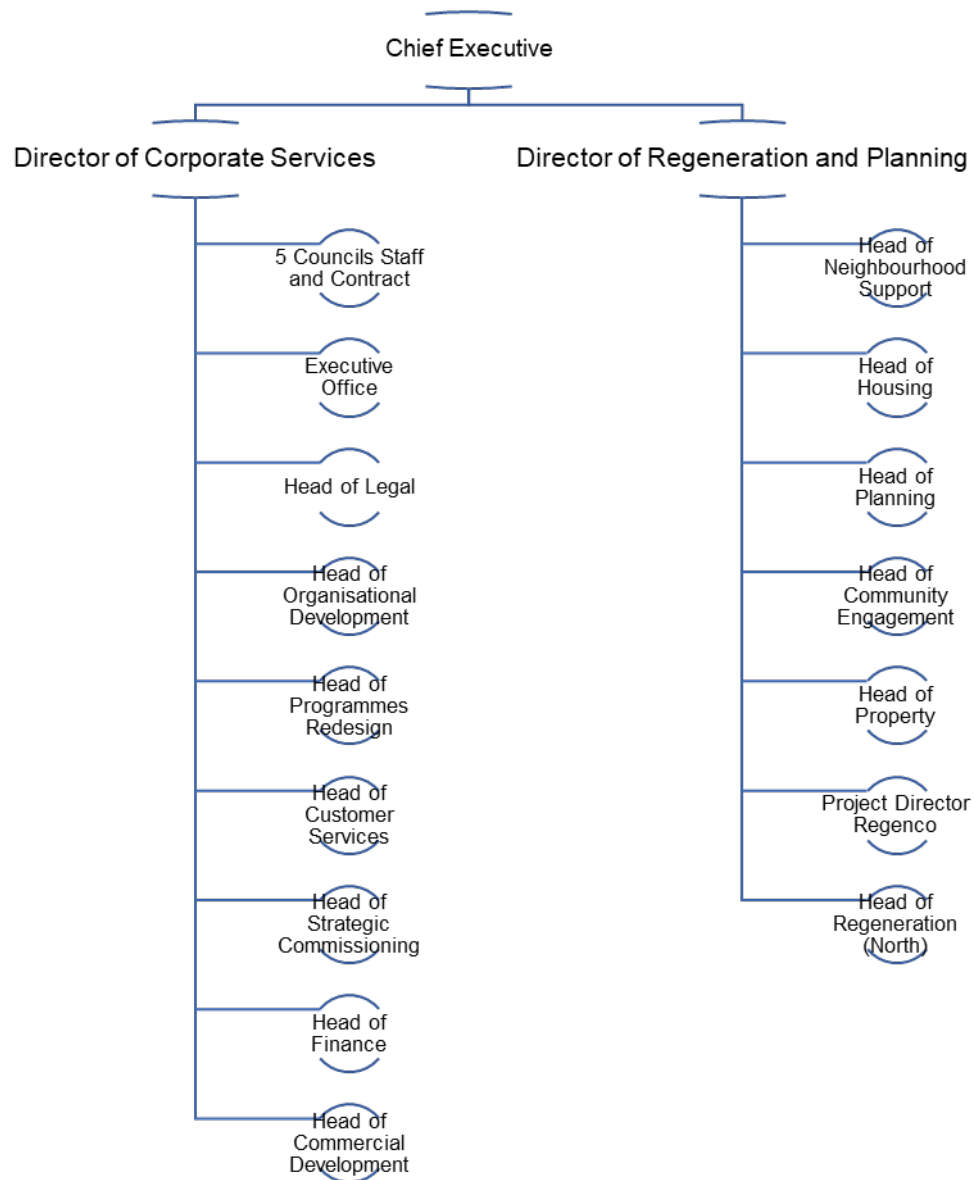 Chief Executive
Director of Corporate Services
Director of Regeneration and Planning
5 Councils Staff
and Contract
Executive
Office
Head of Legal
Head of
Organisational
Development
Head of
Programmes
Redesign
Head of
Customer
Services
Head of
Strategic
Commissioning
Head of
Finance
Head of
Commercial
Development
Head of
Neighbourhood
Support
Head of
Housing
Head of
Planning
Head of
Community
Engagement
Head of
Property
Project Director
Regenco
Head of
Regeneration
(North)